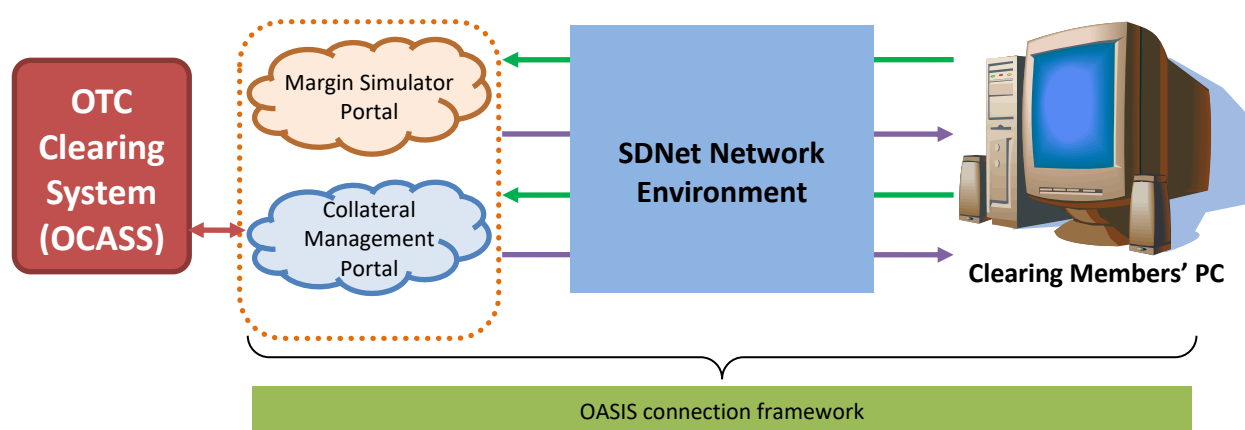 OTC
Clearing
System
(OCASS)
Margin Simulator
Portal
Collateral
Management
Portal
SDNet Network
Environment
Clearing Members’ PC
OASIS connection framework